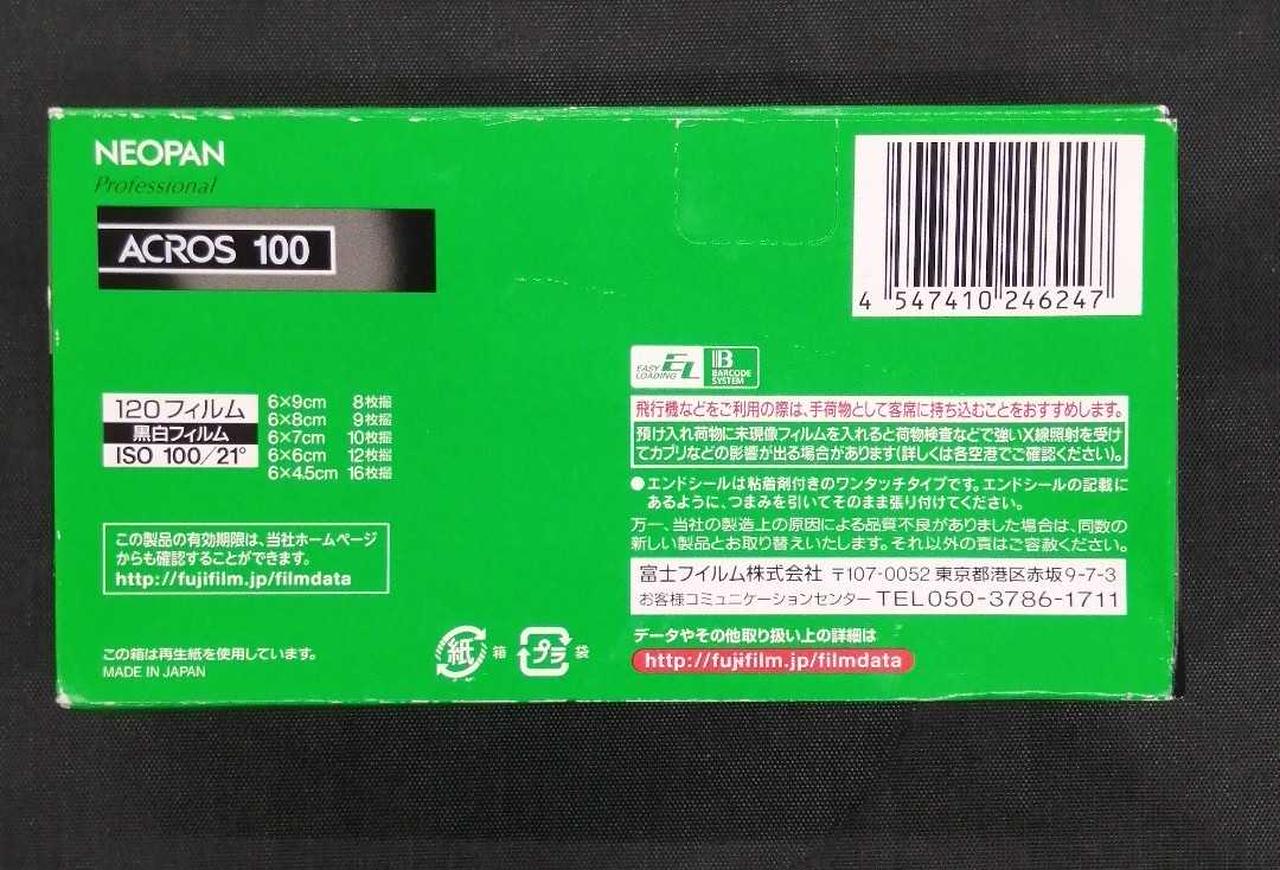 NEOPAN
Professional
ACROS 100
4 547410 246247
EASY LOADING EL
B BARCODE SYSTEM
120フィルム
黒白フィルム
ISO 100/21°
6×9cm 8枚撮
6×8cm 9枚撮
6×7cm 10枚撮
6×6cm 12枚撮
6×4.5cm 16枚撮
飛行機などをご利用の際は、手荷物として客席に持ち込むことをおすすめします。
預け入れ荷物に未現像フィルムを入れると荷物検査などで強いX線照射を受け
てカブリなどの影響が出る場合があります(詳しくは各空港でご確認ください)。
●エンドシールは粘着剤付きのワンタッチタイプです。エンドシールの記載に
あるように、つまみを引いてそのまま張り付けてください。
万一、当社の製造上の原因による品質不良がありました場合は、同数の
新しい製品とお取り替えいたします。それ以外の責はご容赦ください。
富士フイルム株式会社 〒107-0052 東京都港区赤坂9-7-3
お客様コミュニケーションセンター TEL050-3786-1711
データやその他取り扱い上の詳細は
http://fujifilm.jp/filmdata
この製品の有効期限は、当社ホームページ
からも確認することができます。
http://fujifilm.jp/filmdata
この箱は再生紙を使用しています。
MADE IN JAPAN
紙 箱
プラ 袋